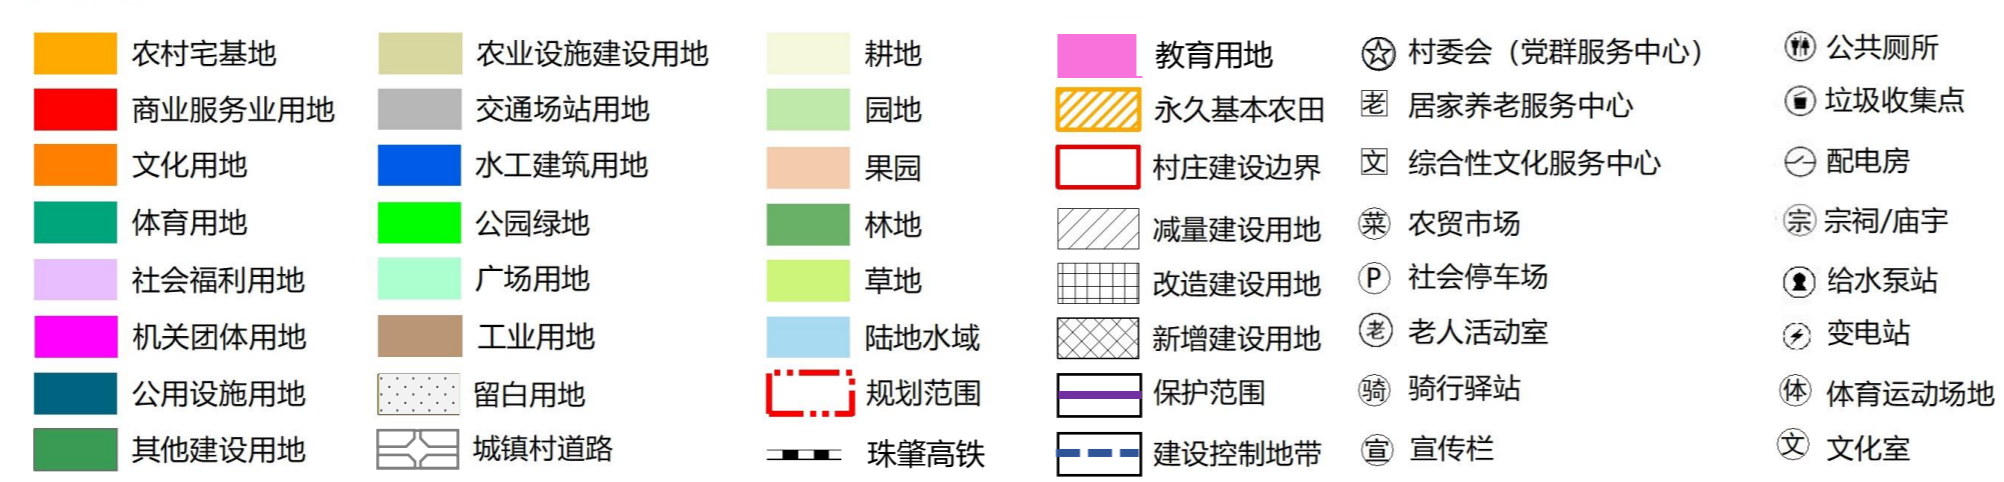 农村宅基地
商业服务业用地
文化用地
体育用地
社会福利用地
机关团体用地
公用设施用地
其他建设用地
农业设施建设用地
交通场站用地
水工建筑用地
公园绿地
广场用地
工业用地
留白用地
城镇村道路
耕地
园地
果园
林地
草地
陆地水域
规划范围
珠肇高铁
教育用地
永久基本农田
村庄建设边界
减量建设用地
改造建设用地
新增建设用地
保护范围
建设控制地带
村委会（党群服务中心）
老 居家养老服务中心
文 综合性文化服务中心
菜 农贸市场
P 社会停车场
老 老人活动室
骑 骑行驿站
宣 宣传栏
公共厕所
垃圾收集点
配电房
宗 宗祠/庙宇
给水泵站
变电站
体 体育运动场地
文 文化室